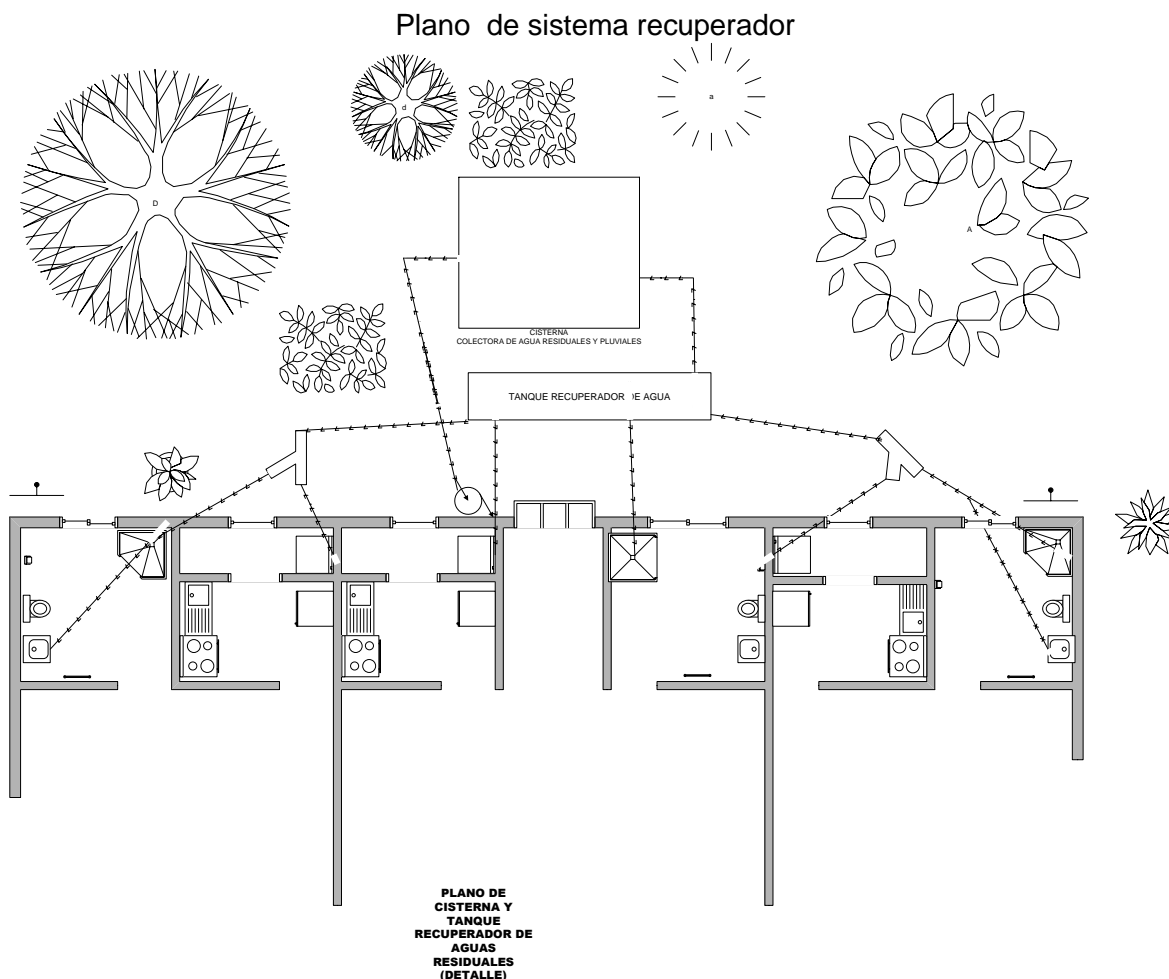 Plano de sistema recuperador
d
a
D
A
CISTERNA
COLECTORA DE AGUA RESIDUALES Y PLUVIALES
TANQUE RECUPERADOR DE AGUA
PLANO DE
CISTERNA Y
TANQUE
RECUPERADOR DE
AGUAS
RESIDUALES
(DETALLE)